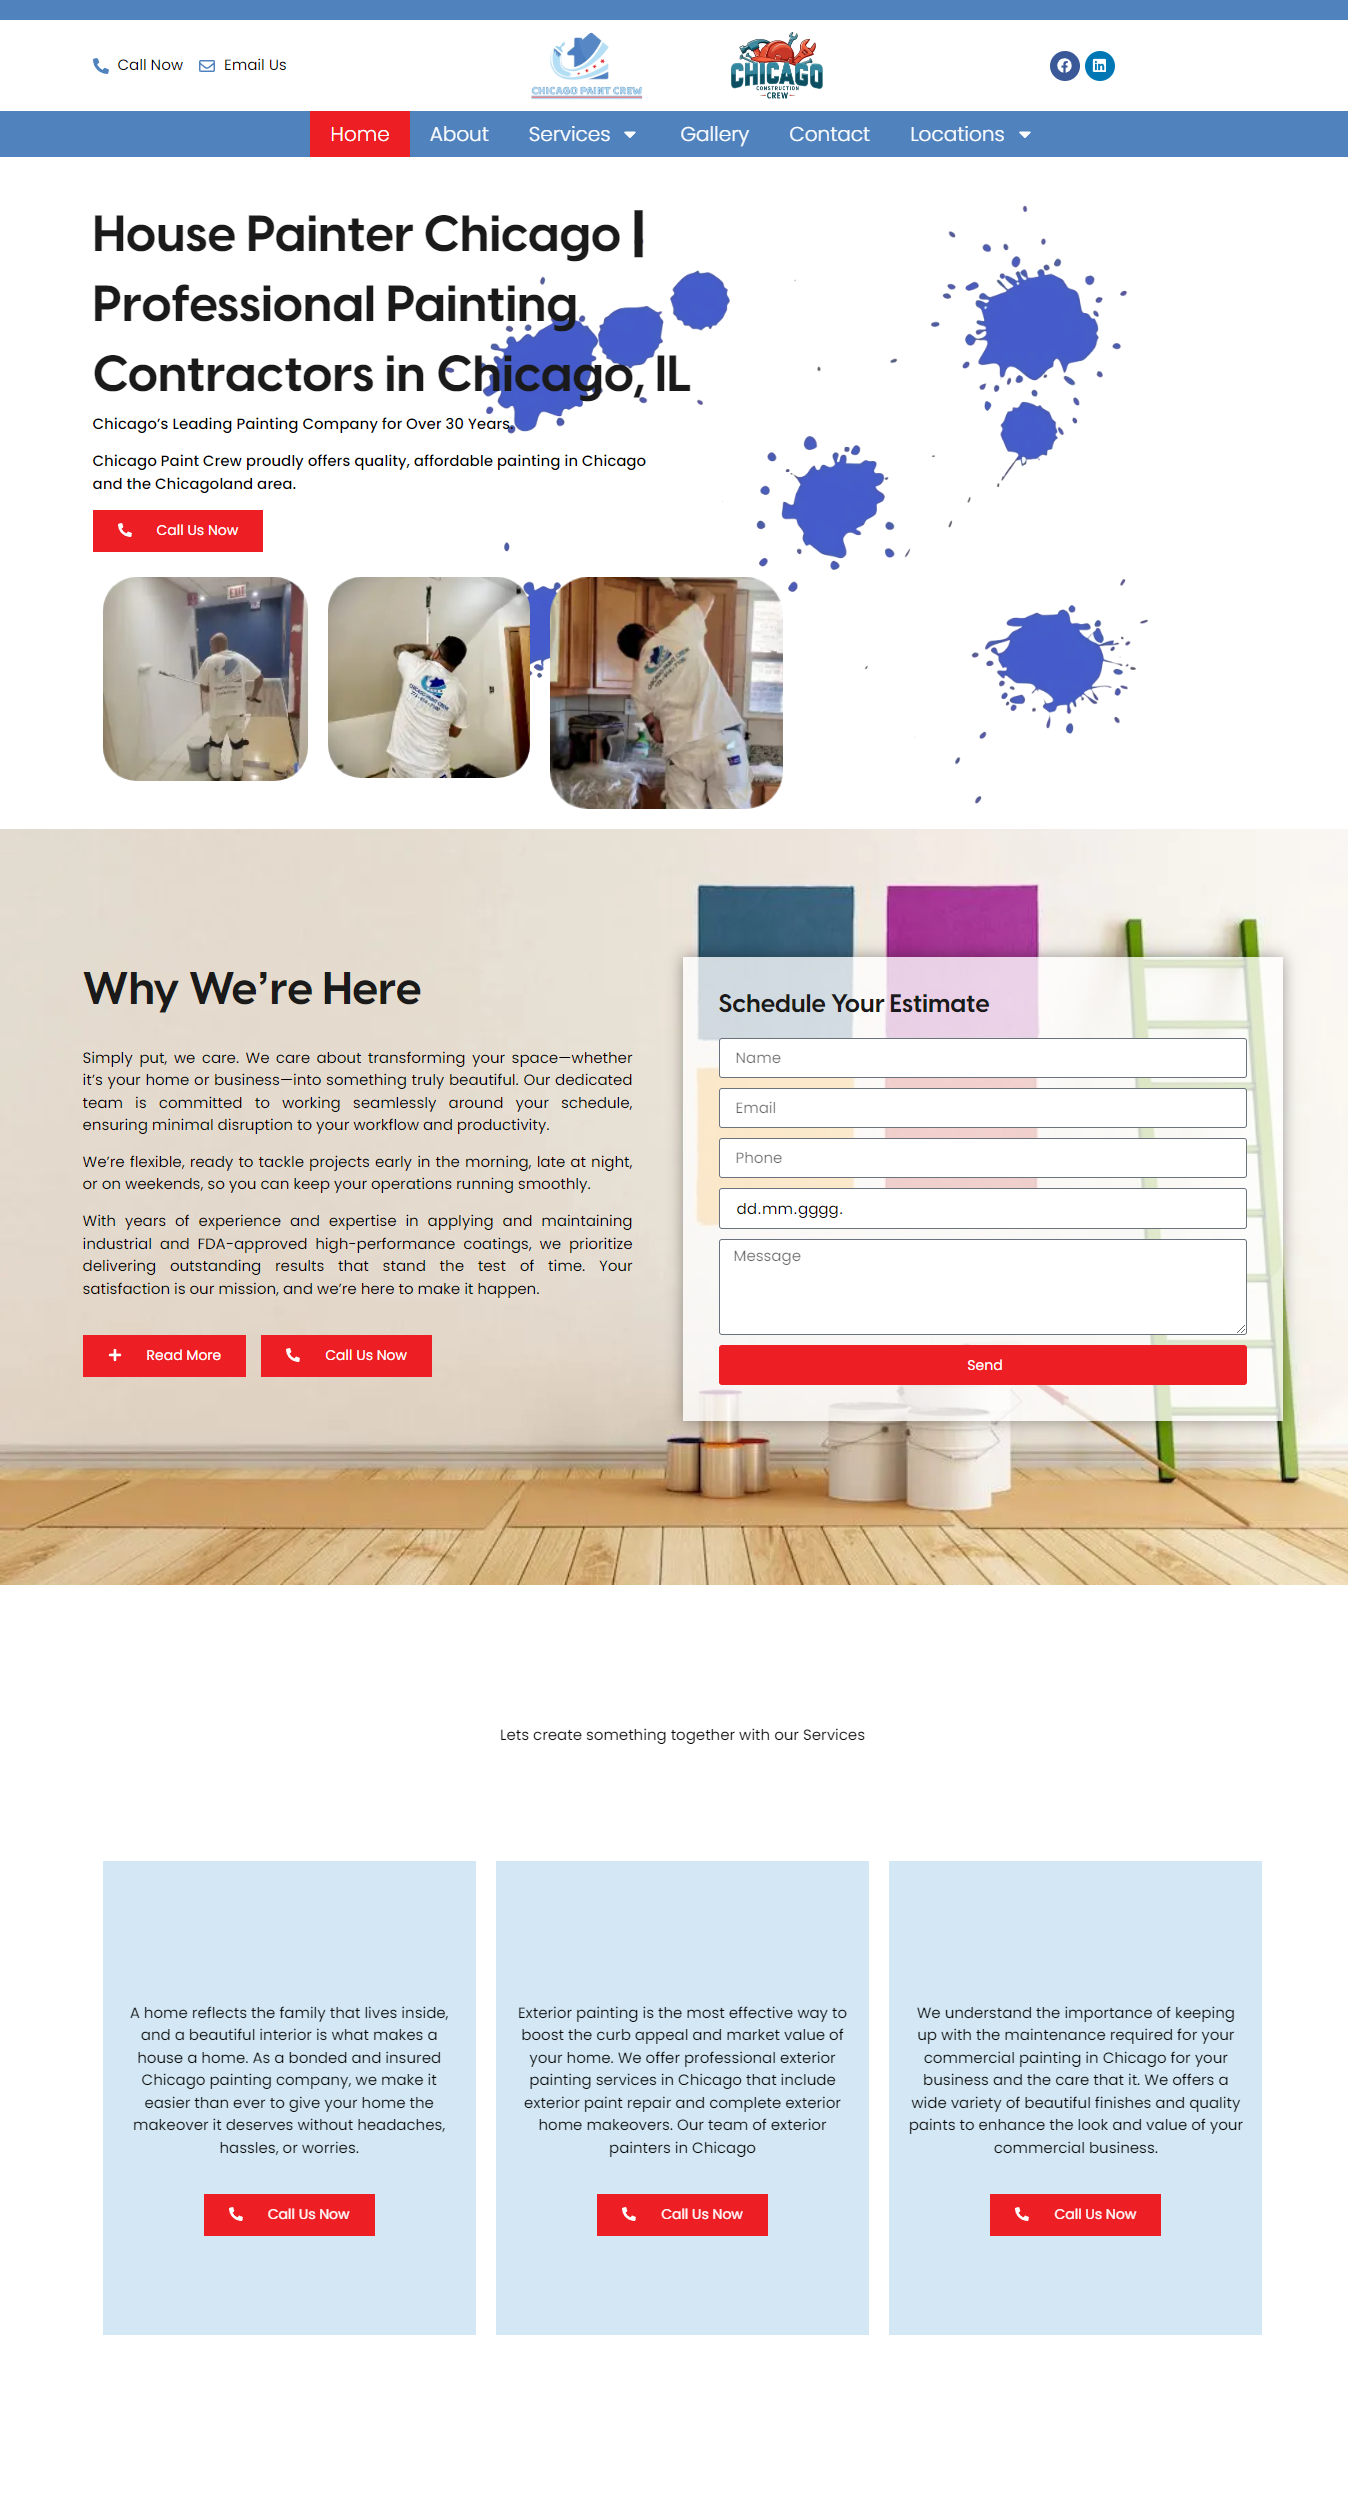 Call Now
Email Us
CHICAGO PAINT CREW
CHICAGO
CONSTRUCTION
CREW
Home
About
Services
Gallery
Contact
Locations
House Painter Chicago |
Professional Painting
Contractors in Chicago, IL
Chicago’s Leading Painting Company for Over 30 Years.
Chicago Paint Crew proudly offers quality, affordable painting in Chicago
and the Chicagoland area.
Call Us Now
EXIT
Why We’re Here
Simply put, we care. We care about transforming your space—whether
it’s your home or business—into something truly beautiful. Our dedicated
team is committed to working seamlessly around your schedule,
ensuring minimal disruption to your workflow and productivity.
We’re flexible, ready to tackle projects early in the morning, late at night,
or on weekends, so you can keep your operations running smoothly.
With years of experience and expertise in applying and maintaining
industrial and FDA-approved high-performance coatings, we prioritize
delivering outstanding results that stand the test of time. Your
satisfaction is our mission, and we’re here to make it happen.
Read More
Call Us Now
Schedule Your Estimate
Name
Email
Phone
dd.mm.gggg.
Message
Send
Lets create something together with our Services
A home reflects the family that lives inside,
and a beautiful interior is what makes a
house a home. As a bonded and insured
Chicago painting company, we make it
easier than ever to give your home the
makeover it deserves without headaches,
hassles, or worries.
Call Us Now
Exterior painting is the most effective way to
boost the curb appeal and market value of
your home. We offer professional exterior
painting services in Chicago that include
exterior paint repair and complete exterior
home makeovers. Our team of exterior
painters in Chicago
Call Us Now
We understand the importance of keeping
up with the maintenance required for your
commercial painting in Chicago for your
business and the care that it. We offers a
wide variety of beautiful finishes and quality
paints to enhance the look and value of your
commercial business.
Call Us Now